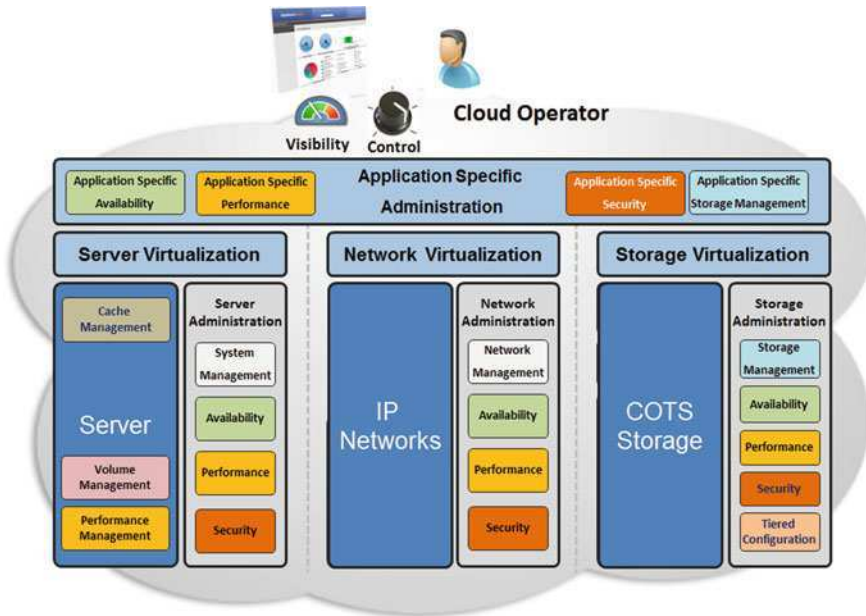 Cloud Operator
Visibility
Control
Application Specific
Availability
Application Specific
Performance
Application Specific
Administration
Application Specific
Security
Application Specific
Storage Management
Server Virtualization
Network Virtualization
Storage Virtualization
Cache
Management
Server
Volume
Management
Performance
Management
Server
Administration
System
Management
Availability
Performance
Security
IP
Networks
Network
Administration
Network
Management
Availability
Performance
Security
COTS
Storage
Storage
Administration
Storage
Management
Availability
Performance
Security
Tiered
Configuration